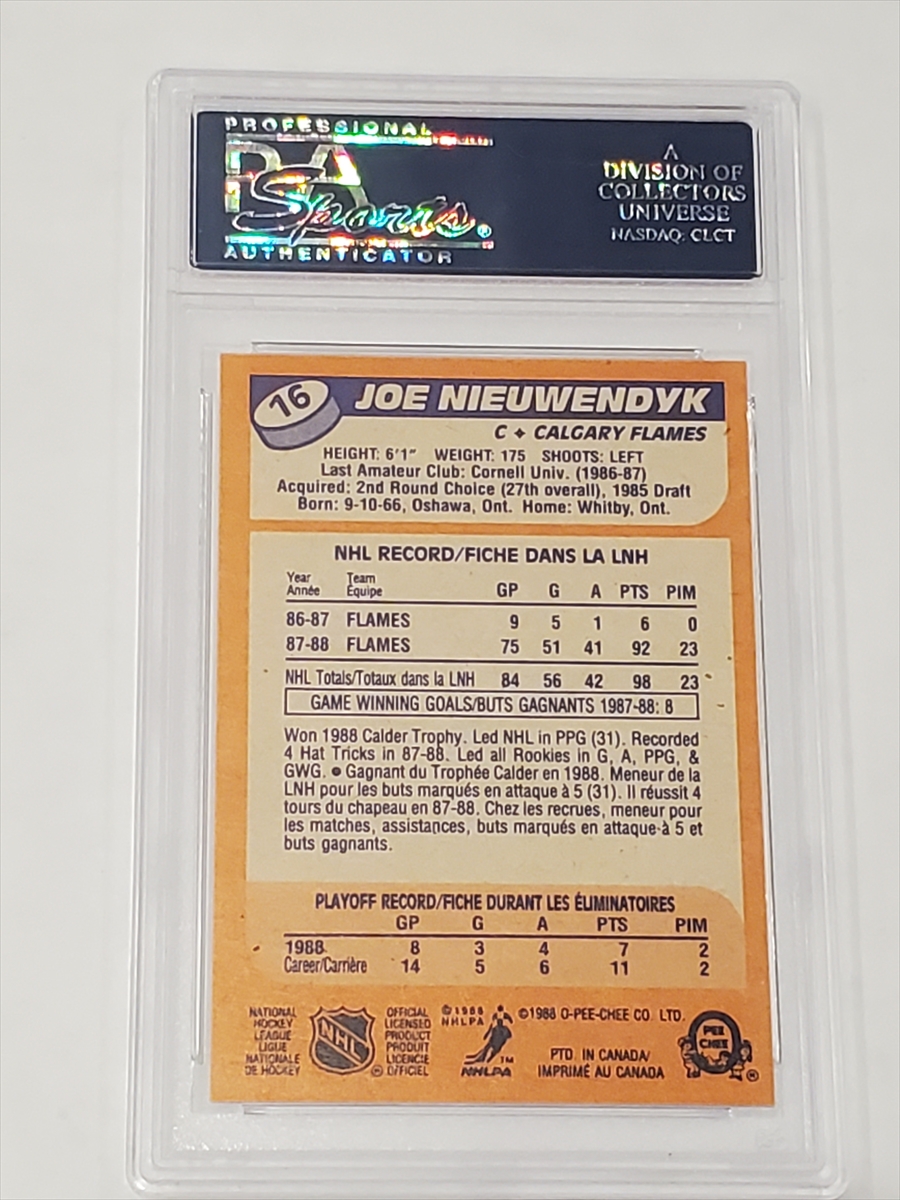 PROFESSIONAL
PSA
Sports®
AUTHENTICATOR
A
DIVISION OF
COLLECTORS
UNIVERSE
NASDAQ: CLCT
16
JOE NIEUWENDYK
C ✦ CALGARY FLAMES
HEIGHT: 6'1" WEIGHT: 175 SHOOTS: LEFT
Last Amateur Club: Cornell Univ. (1986-87)
Acquired: 2nd Round Choice (27th overall), 1985 Draft
Born: 9-10-66, Oshawa, Ont. Home: Whitby, Ont.
NHL RECORD/FICHE DANS LA LNH
Year Team
Année Équipe GP G A PTS PIM
86-87 FLAMES 9 5 1 6 0
87-88 FLAMES 75 51 41 92 23
NHL Totals/Totaux dans la LNH 84 56 42 98 23
GAME WINNING GOALS/BUTS GAGNANTS 1987-88: 8
Won 1988 Calder Trophy. Led NHL in PPG (31). Recorded
4 Hat Tricks in 87-88. Led all Rookies in G, A, PPG, &
GWG. ● Gagnant du Trophée Calder en 1988. Meneur de la
LNH pour les buts marqués en attaque à 5 (31). Il réussit 4
tours du chapeau en 87-88. Chez les recrues, meneur pour
les matches, assistances, buts marqués en attaque à 5 et
buts gagnants.
PLAYOFF RECORD/FICHE DURANT LES ÉLIMINATOIRES
GP G A PTS PIM
1988 8 3 4 7 2
Career/Carrière 14 5 6 11 2
NATIONAL
HOCKEY
LEAGUE
LIGUE
NATIONALE
DE HOCKEY
NHL
®
OFFICIAL
LICENSED
PRODUCT
PRODUIT
LICENCIÉ
OFFICIEL
©1988
NHLPA
TM
NHLPA
©1988 O-PEE-CHEE CO. LTD.
PTD. IN CANADA/
IMPRIMÉ AU CANADA
PEE
CHEE
®